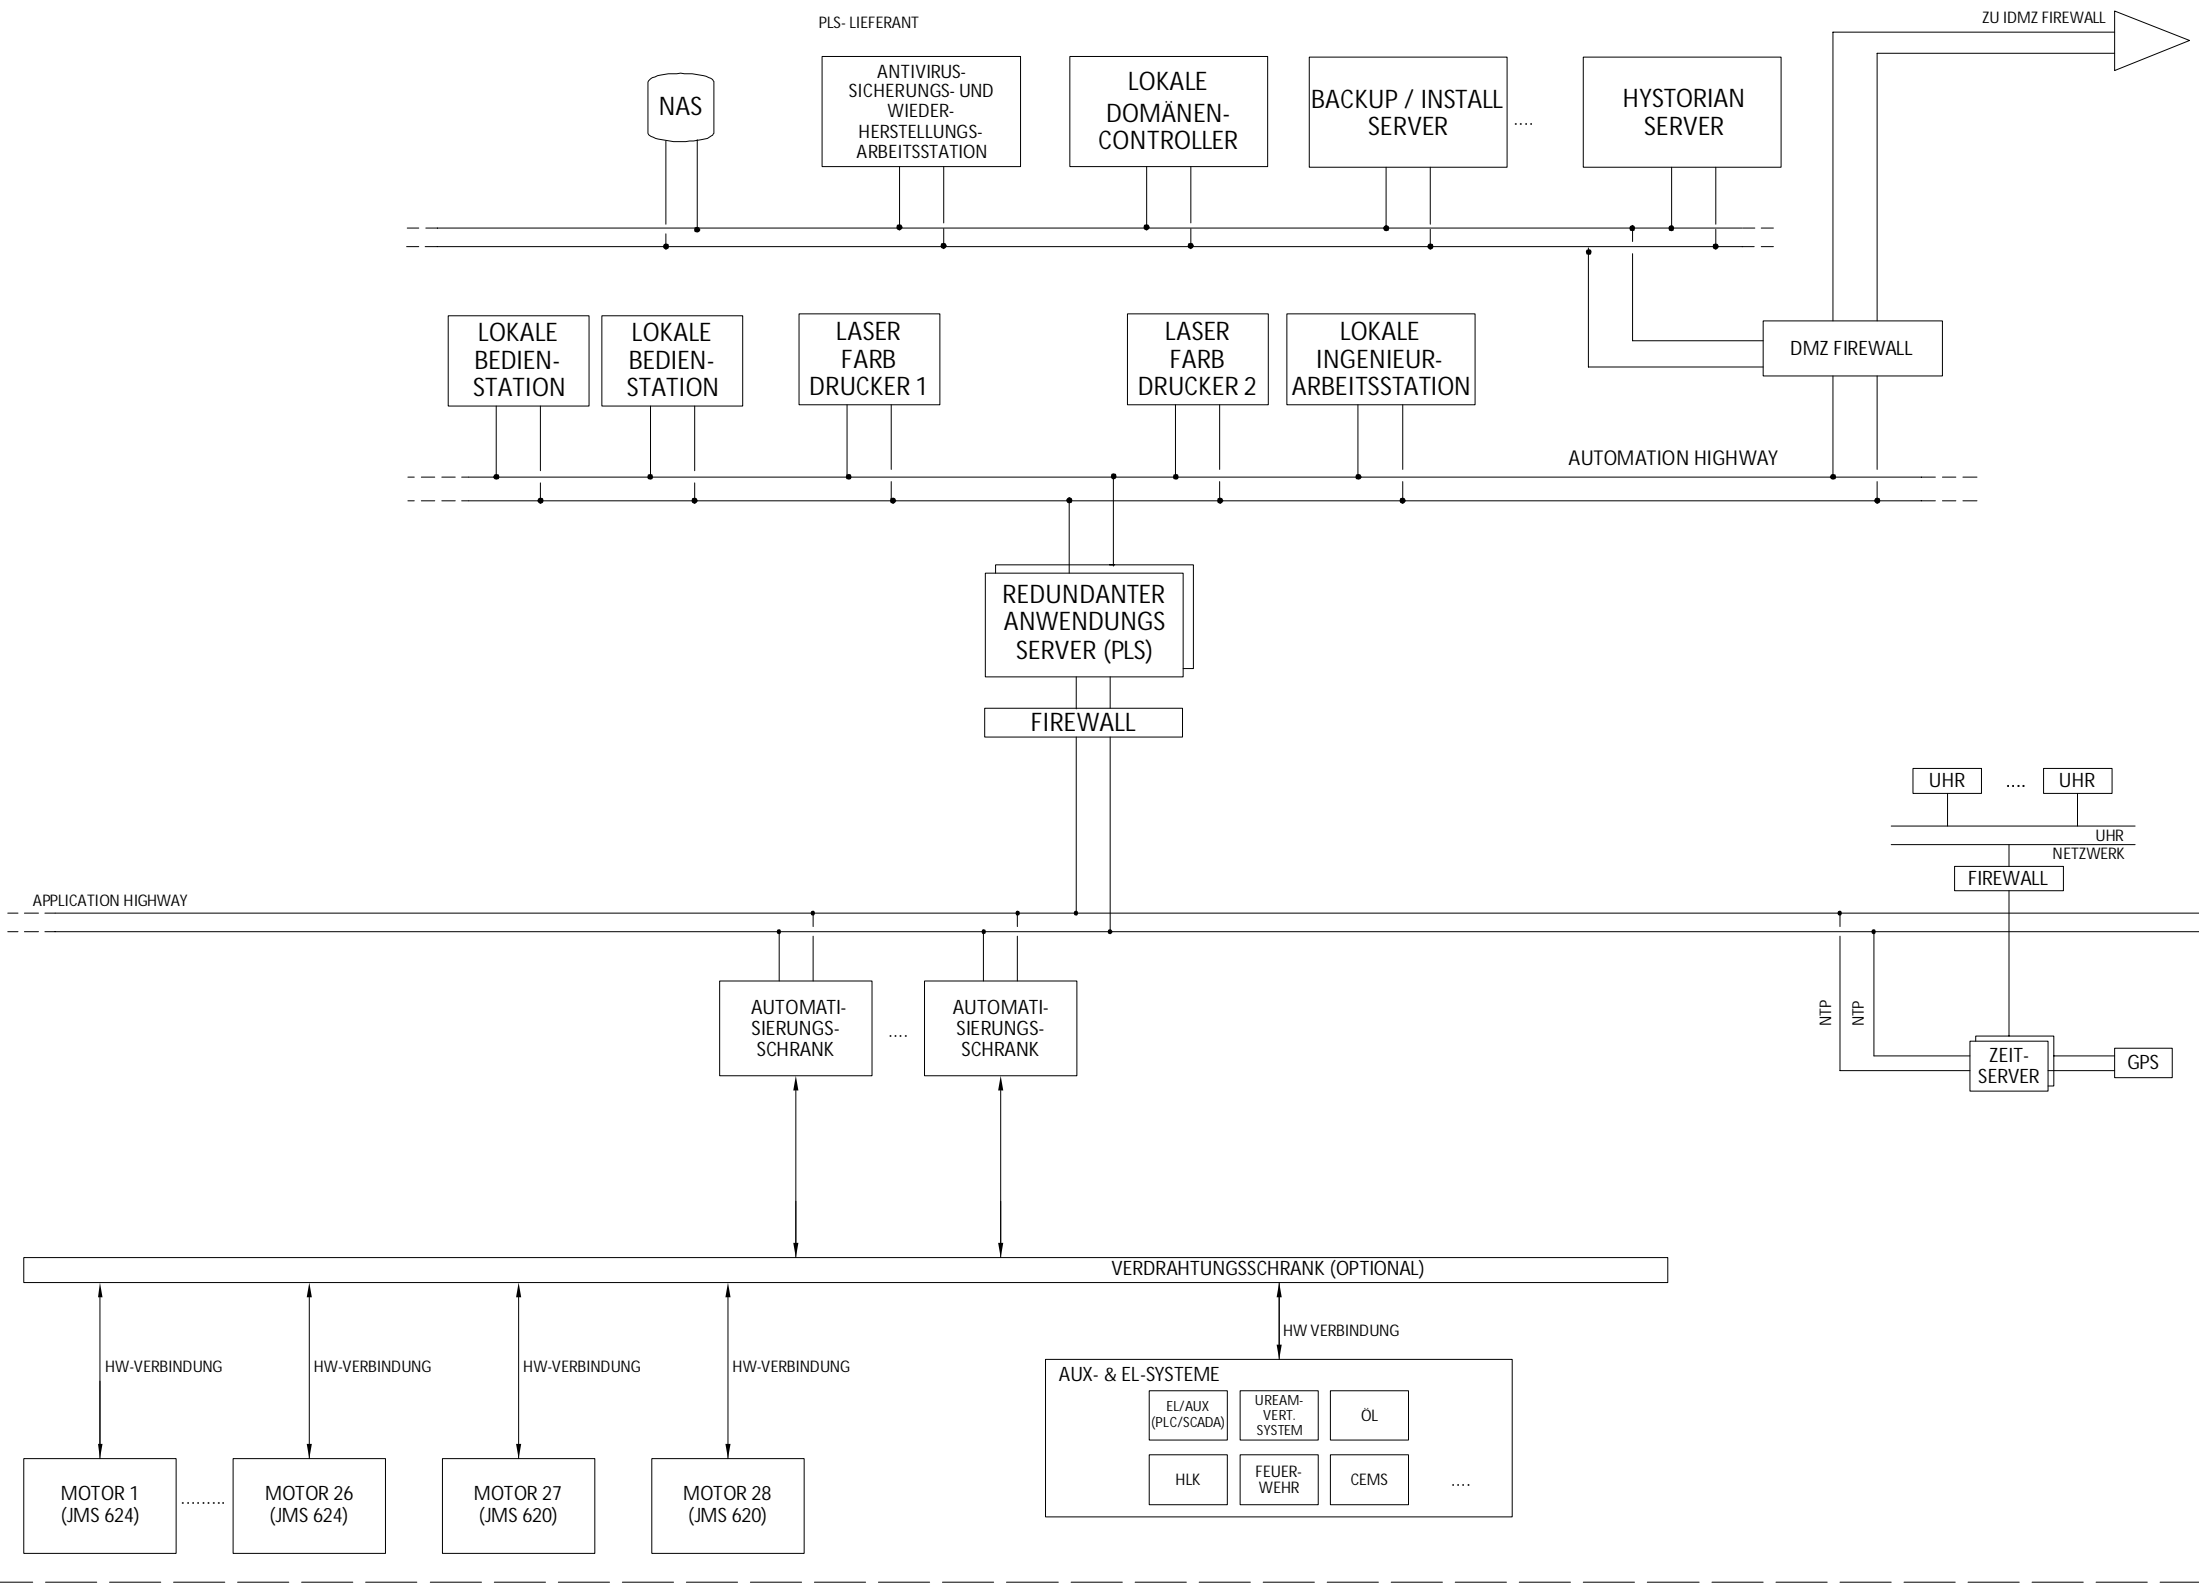 PLS- LIEFERANT
ZU IDMZ FIREWALL
NAS
ANTIVIRUS-
SICHERUNGS- UND
WIEDER-
HERSTELLUNGS-
ARBEITSSTATION
LOKALE
DOMÄNEN-
CONTROLLER
BACKUP / INSTALL
SERVER
....
HYSTORIAN
SERVER
LOKALE
BEDIEN-
STATION
LOKALE
BEDIEN-
STATION
LASER
FARB
DRUCKER 1
LASER
FARB
DRUCKER 2
LOKALE
INGENIEUR-
ARBEITSSTATION
DMZ FIREWALL
AUTOMATION HIGHWAY
REDUNDANTER
ANWENDUNGS
SERVER (PLS)
FIREWALL
UHR
....
UHR
UHR
NETZWERK
FIREWALL
APPLICATION HIGHWAY
AUTOMATI-
SIERUNGS-
SCHRANK
....
AUTOMATI-
SIERUNGS-
SCHRANK
NTP
NTP
ZEIT-
SERVER
GPS
VERDRAHTUNGSSCHRANK (OPTIONAL)
HW-VERBINDUNG
HW-VERBINDUNG
HW-VERBINDUNG
HW-VERBINDUNG
HW VERBINDUNG
AUX- & EL-SYSTEME
EL/AUX
(PLC/SCADA)
UREAM-
VERT.
SYSTEM
ÖL
HLK
FEUER-
WEHR
CEMS
....
MOTOR 1
(JMS 624)
.........
MOTOR 26
(JMS 624)
MOTOR 27
(JMS 620)
MOTOR 28
(JMS 620)